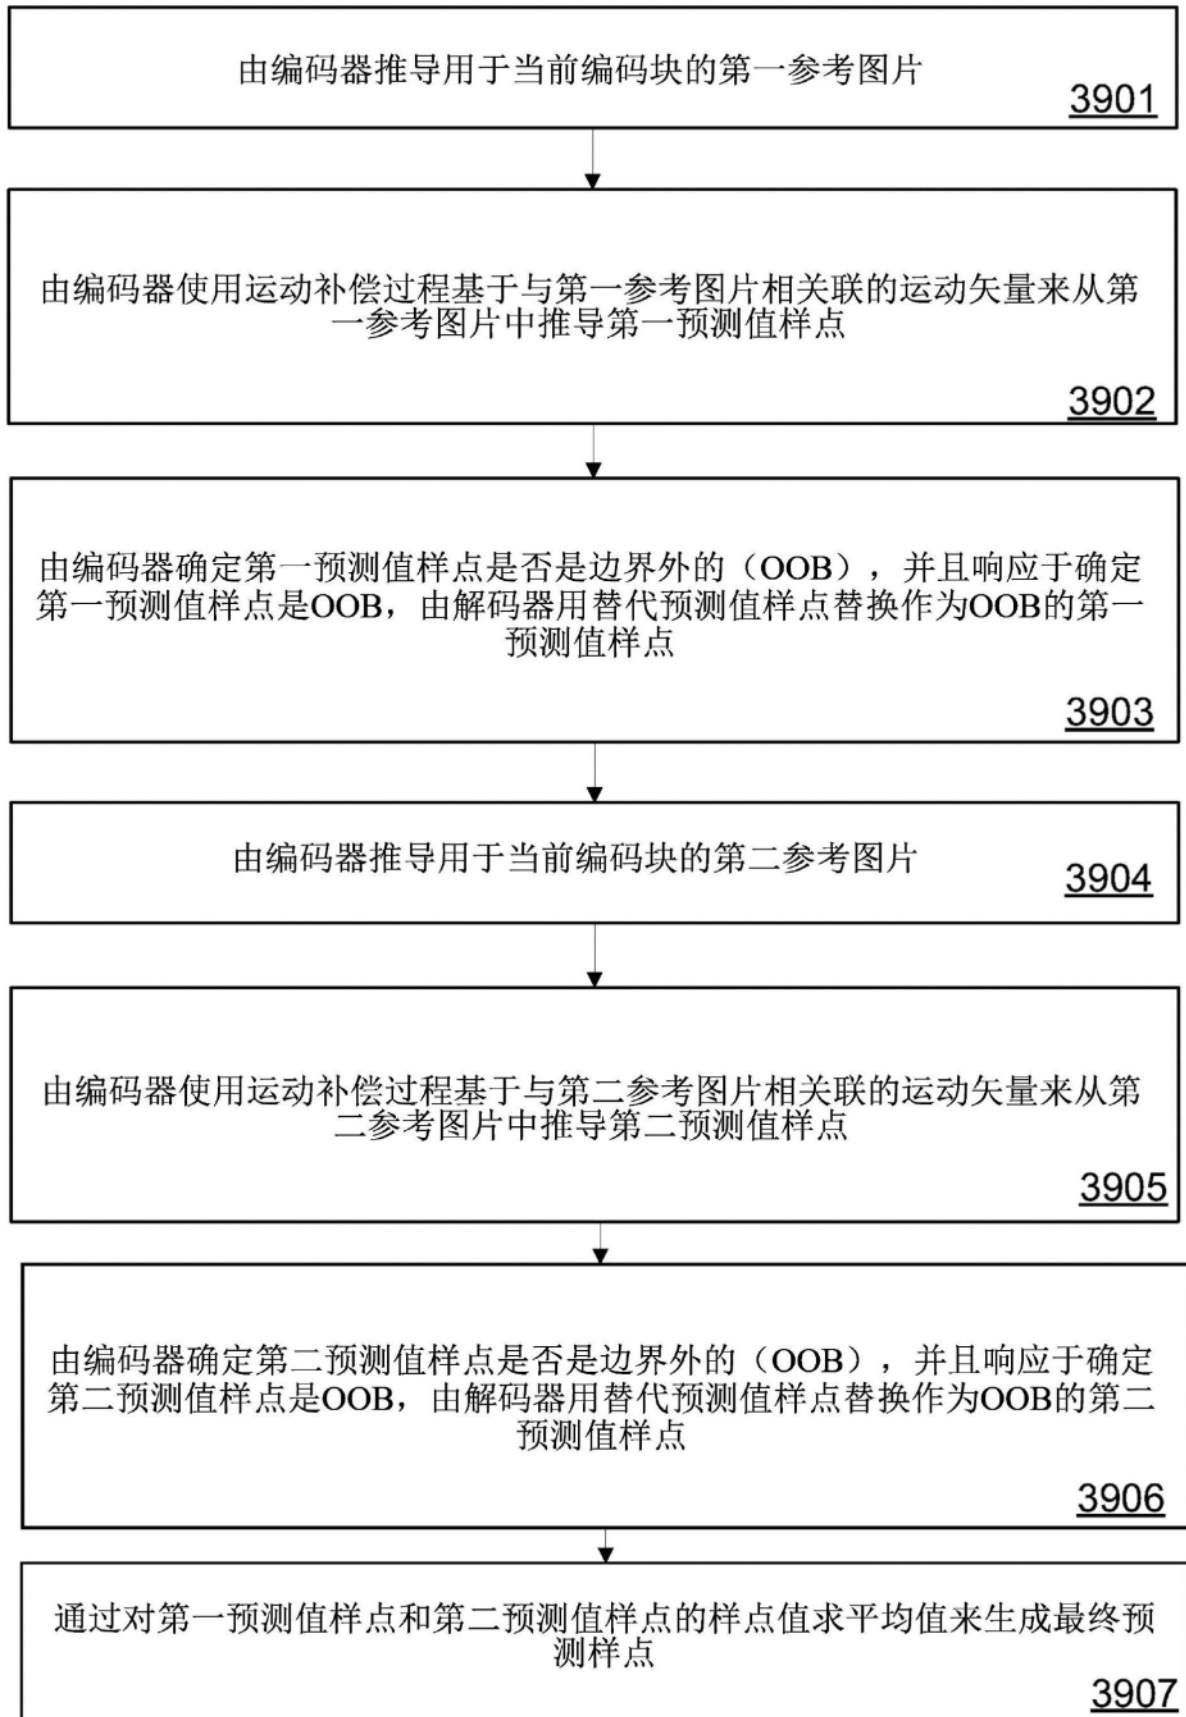 由编码器推导用于当前编码块的第一参考图片
3901
由编码器使用运动补偿过程基于与第一参考图片相关联的运动矢量来从第
一参考图片中推导第一预测值样点
3902
由编码器确定第一预测值样点是否是边界外的（OOB），并且响应于确定
第一预测值样点是OOB，由解码器用替代预测值样点替换作为OOB的第一
预测值样点
3903
由编码器推导用于当前编码块的第二参考图片
3904
由编码器使用运动补偿过程基于与第二参考图片相关联的运动矢量来从第
二参考图片中推导第二预测值样点
3905
由编码器确定第二预测值样点是否是边界外的（OOB），并且响应于确定
第二预测值样点是OOB，由解码器用替代预测值样点替换作为OOB的第二
预测值样点
3906
通过对第一预测值样点和第二预测值样点的样点值求平均值来生成最终预
测样点
3907